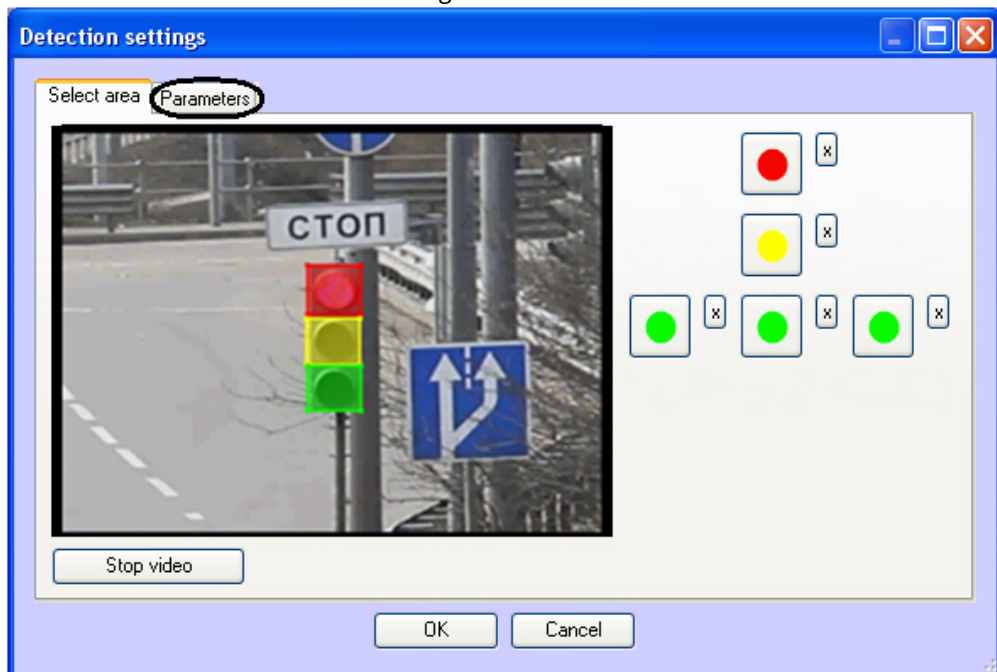 Detection settings
Select area
Parameters
СТОП
x
x
x
x
x
Stop video
OK
Cancel